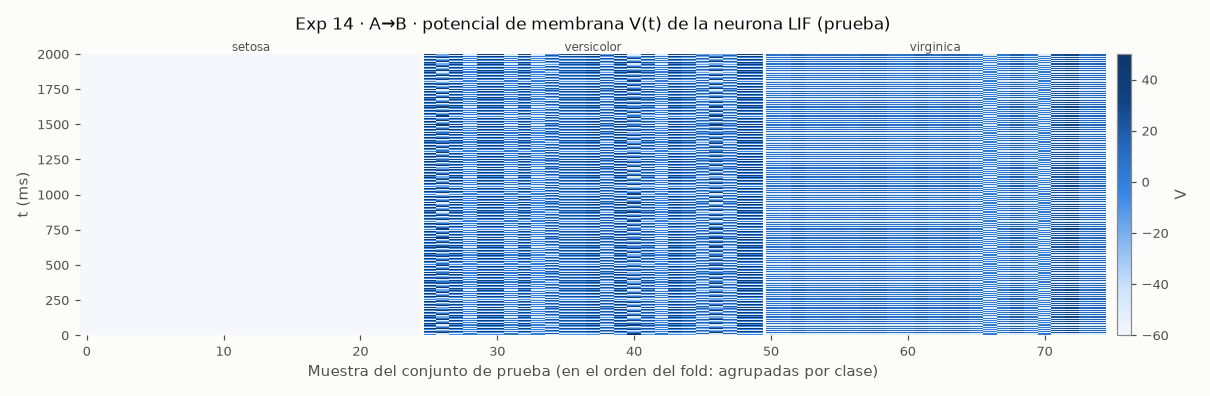 Exp 14 · A→B · potencial de membrana V(t) de la neurona LIF (prueba)
setosa versicolor virginica
2000
1750
1500
1250
1000
750
500
250
0
t (ms)
0 10 20 30 40 50 60 70
Muestra del conjunto de prueba (en el orden del fold: agrupadas por clase)
40
20
0
−20
−40
−60
V